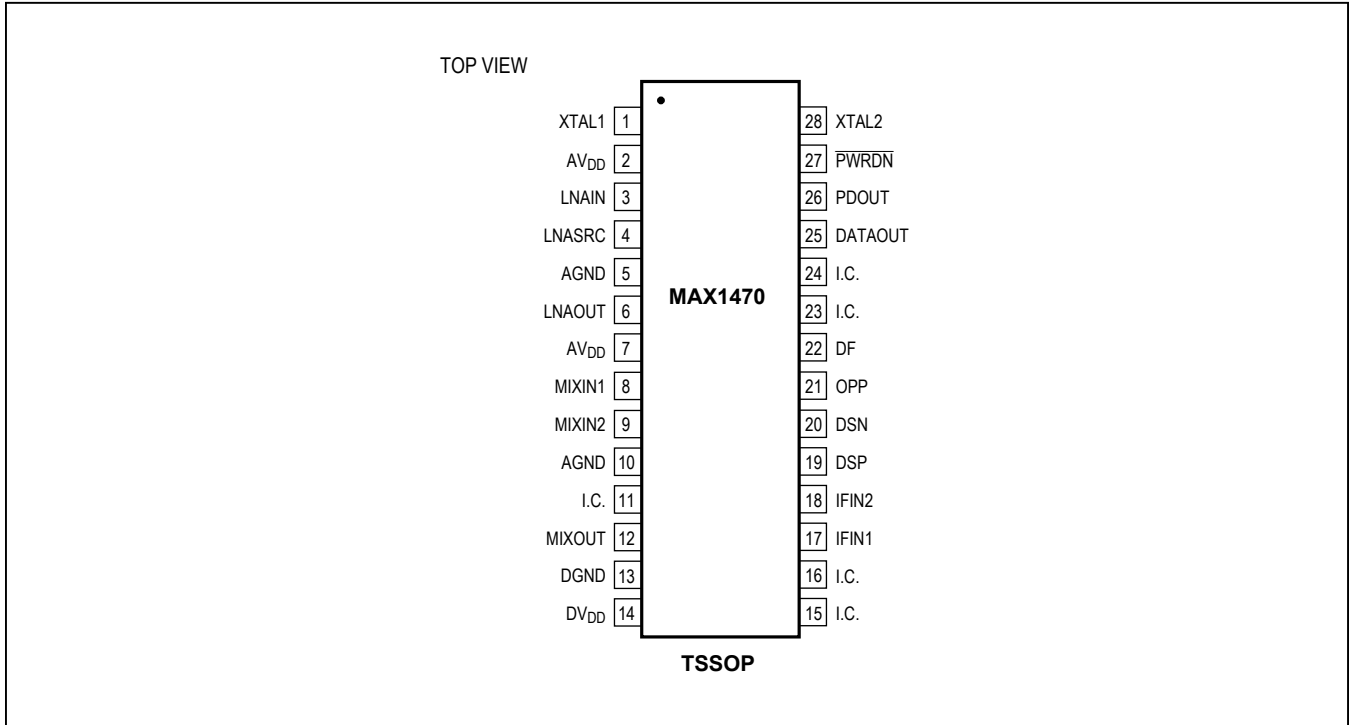 TOP VIEW
XTAL1 1
AVDD 2
LNAIN 3
LNASRC 4
AGND 5
LNAOUT 6
AVDD 7
MIXIN1 8
MIXIN2 9
AGND 10
I.C. 11
MIXOUT 12
DGND 13
DVDD 14
MAX1470
28 XTAL2
27 PWRDN
26 PDOUT
25 DATAOUT
24 I.C.
23 I.C.
22 DF
21 OPP
20 DSN
19 DSP
18 IFIN2
17 IFIN1
16 I.C.
15 I.C.
TSSOP